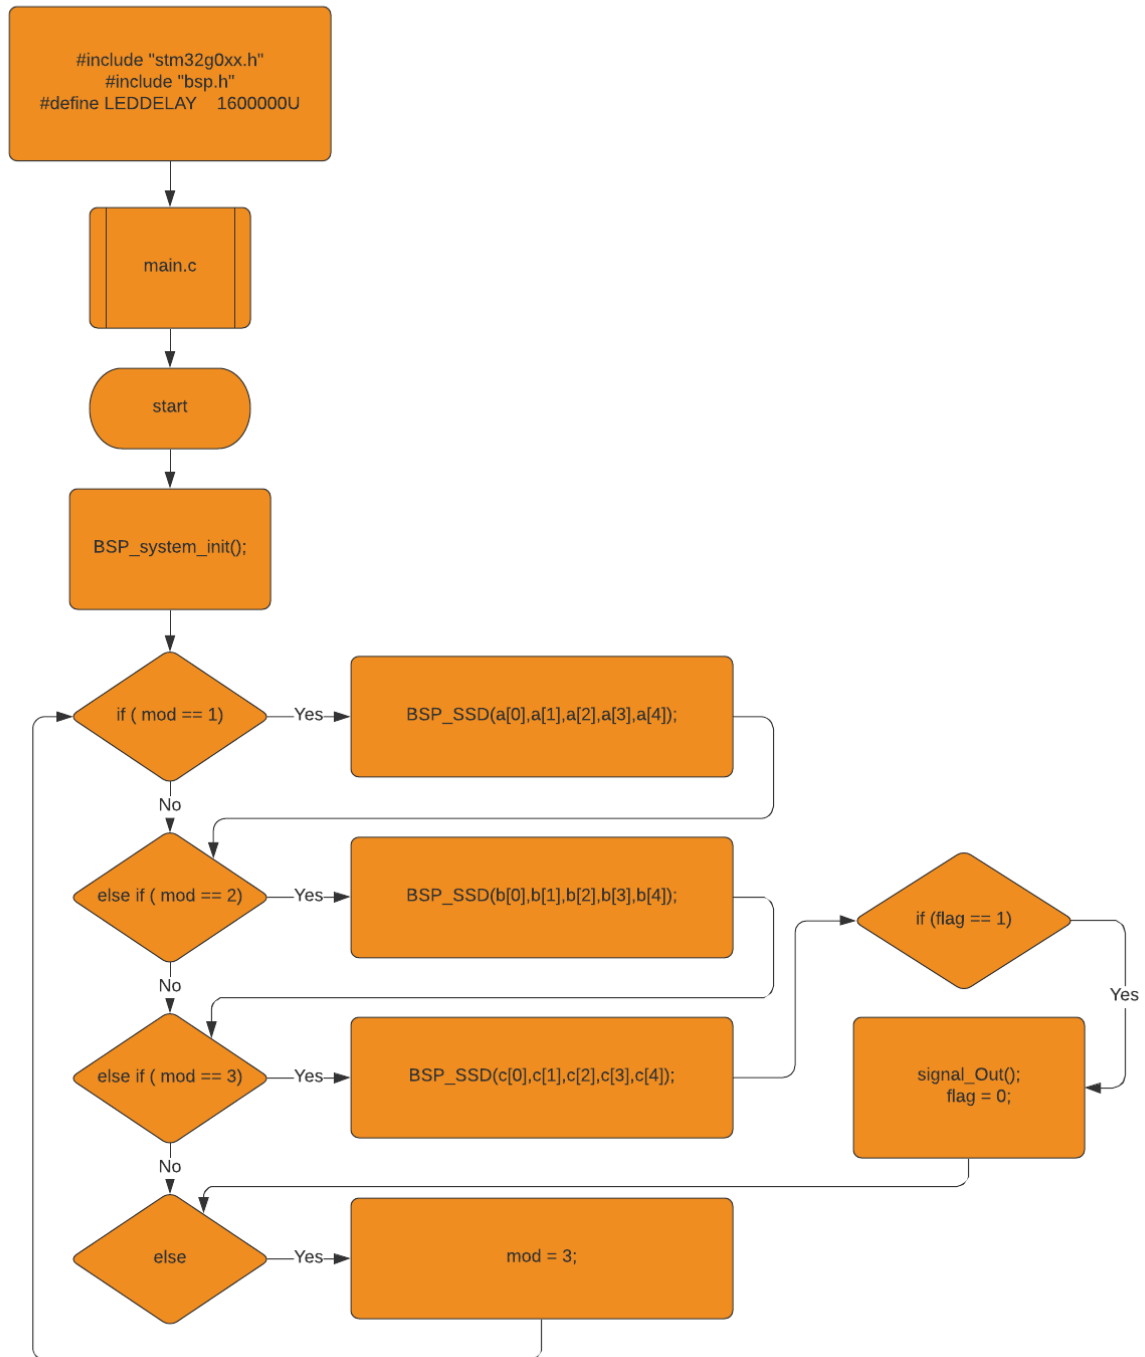 #include "stm32g0xx.h"
#include "bsp.h"
#define LEDDELAY    1600000U
main.c
start
BSP_system_init();
if ( mod == 1)
Yes
BSP_SSD(a[0],a[1],a[2],a[3],a[4]);
No
else if ( mod == 2)
Yes
BSP_SSD(b[0],b[1],b[2],b[3],b[4]);
if (flag == 1)
No
Yes
else if ( mod == 3)
Yes
BSP_SSD(c[0],c[1],c[2],c[3],c[4]);
signal_Out();
flag = 0;
No
else
Yes
mod = 3;